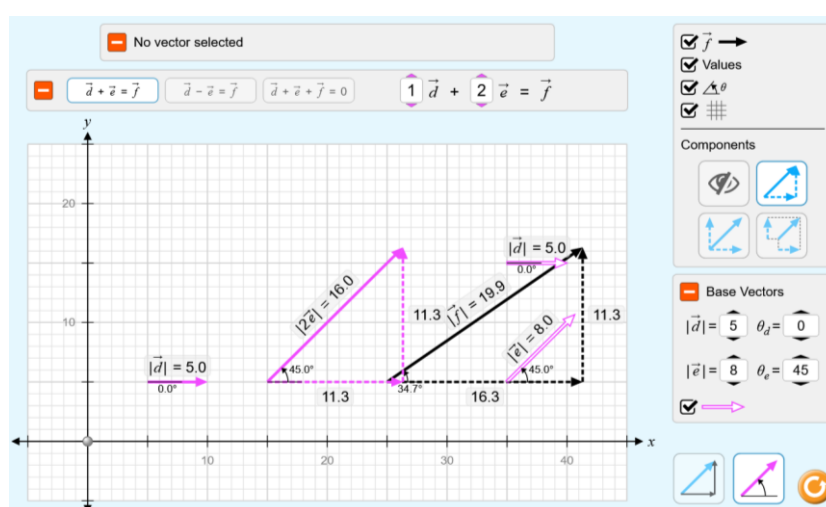 No vector selected
d⃗ + e⃗ = f⃗
d⃗ − e⃗ = f⃗
d⃗ + e⃗ + f⃗ = 0
1 d⃗ + 2 e⃗ = f⃗
f⃗
Values
θ
Components
Base Vectors
|d⃗| = 5 θd = 0
|e⃗| = 8 θe = 45
y
20
10
10
20
30
40
x
|d⃗| = 5.0
0.0°
|2e⃗| = 16.0
45.0°
11.3
11.3
|f⃗| = 19.9
34.7°
16.3
11.3
|d⃗| = 5.0
0.0°
|e⃗| = 8.0
45.0°